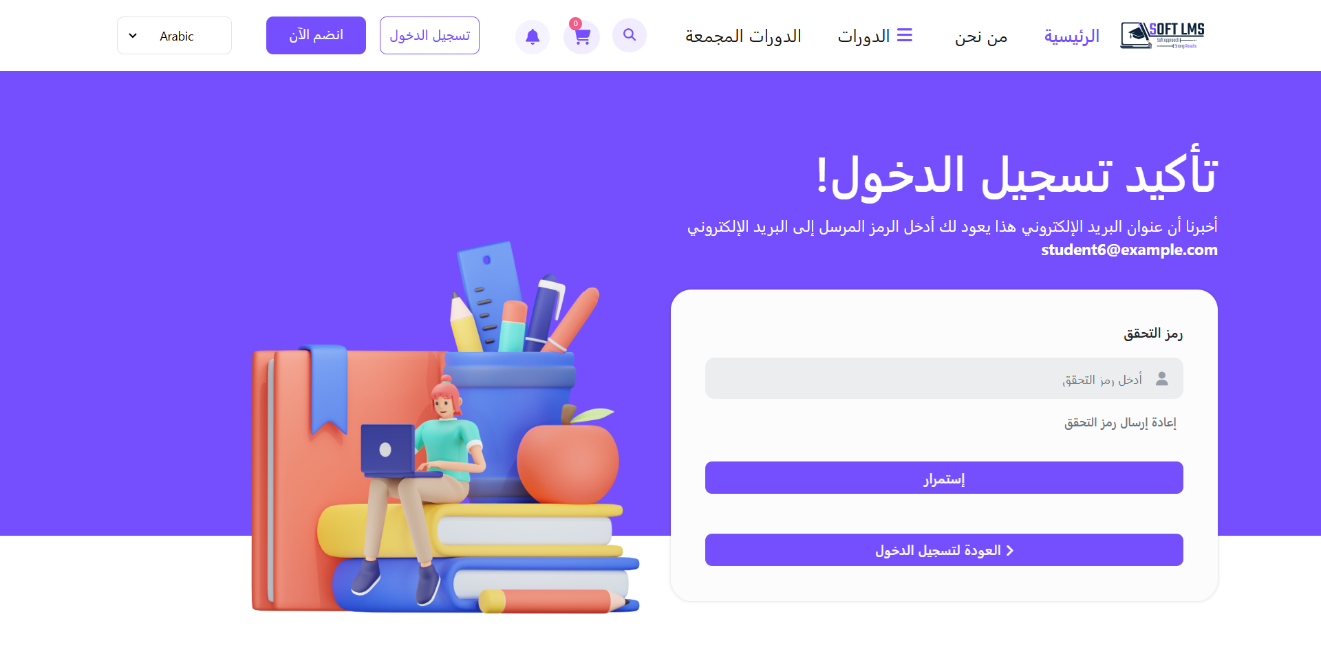 SOFT LMS
الرئيسية
من نحن
الدورات
الدورات المجمعة
0
تسجيل الدخول
انضم الآن
Arabic
تأكيد تسجيل الدخول!
أخبرنا أن عنوان البريد الإلكتروني هذا يعود لك أدخل الرمز المرسل إلى البريد الإلكتروني
student6@example.com
رمز التحقق
أدخل رمز التحقق
إعادة إرسال رمز التحقق
إستمرار
العودة لتسجيل الدخول